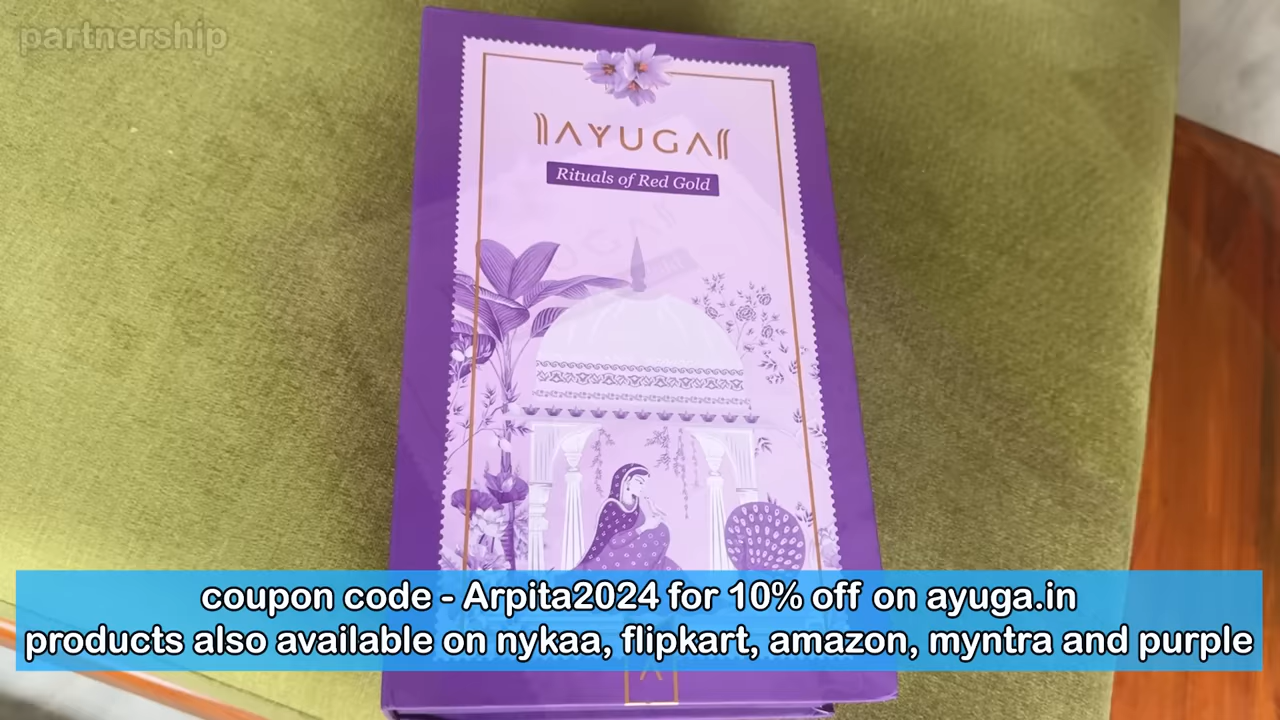 partnership
AYUGA
Rituals of Red Gold
coupon code - Arpita2024 for 10% off on ayuga.in
products also available on nykaa, flipkart, amazon, myntra and purple